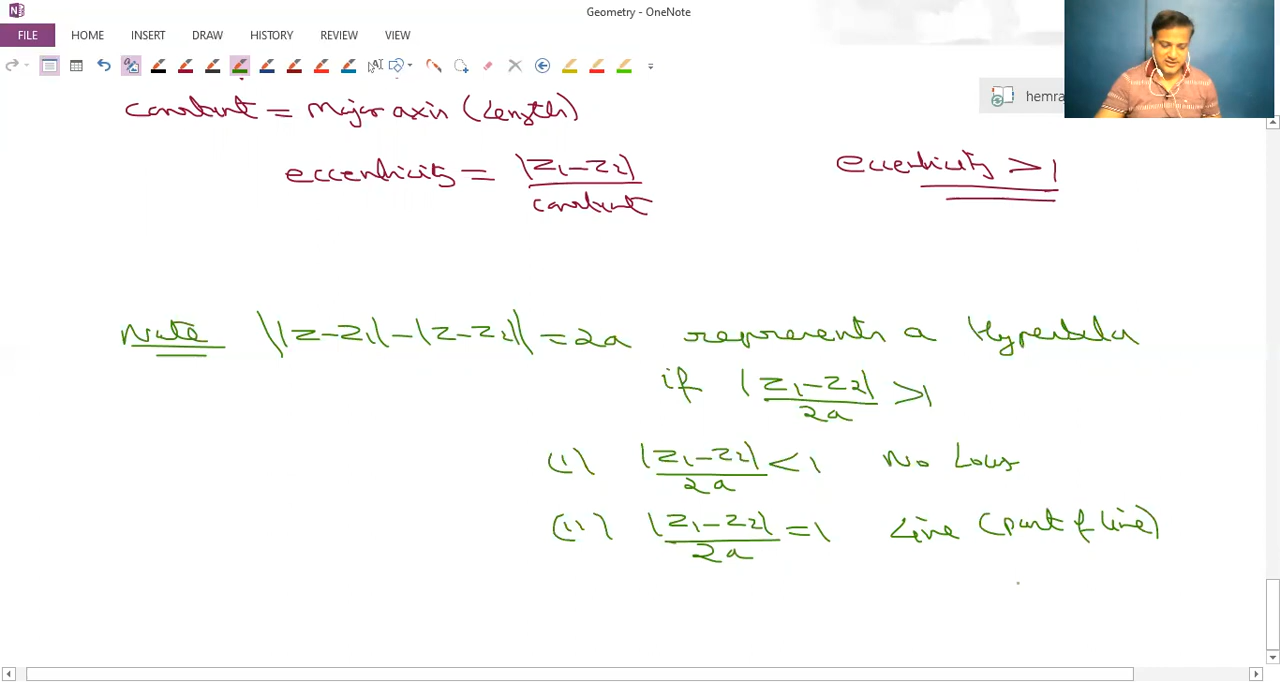 Geometry - OneNote
FILE HOME INSERT DRAW HISTORY REVIEW VIEW
hemra
constant = Major axis (Length)
eccentricity = |z₁-z₂| / constant
eccentricity > 1
Note ||z-z₁|-|z-z₂|| = 2a represents a Hyperbola
if |z₁-z₂| / 2a > 1
(i) |z₁-z₂| / 2a < 1 No Locus
(ii) |z₁-z₂| / 2a = 1 Line (part of line)